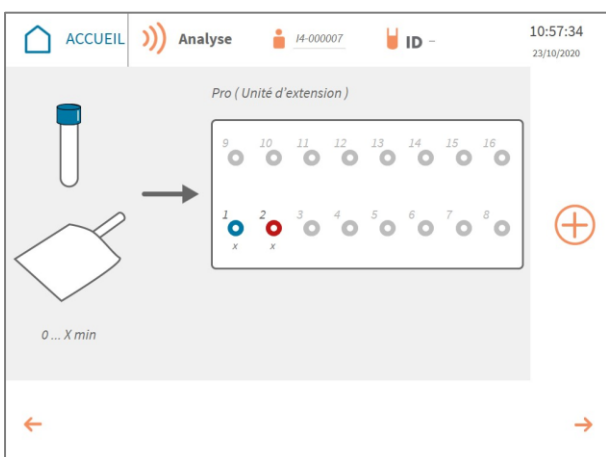 ACCUEIL Analyse I4-000007 ID – 10:57:34
23/10/2020
Pro ( Unité d'extension )
9 10 11 12 13 14 15 16
1 2 3 4 5 6 7 8
x x
0 ... X min